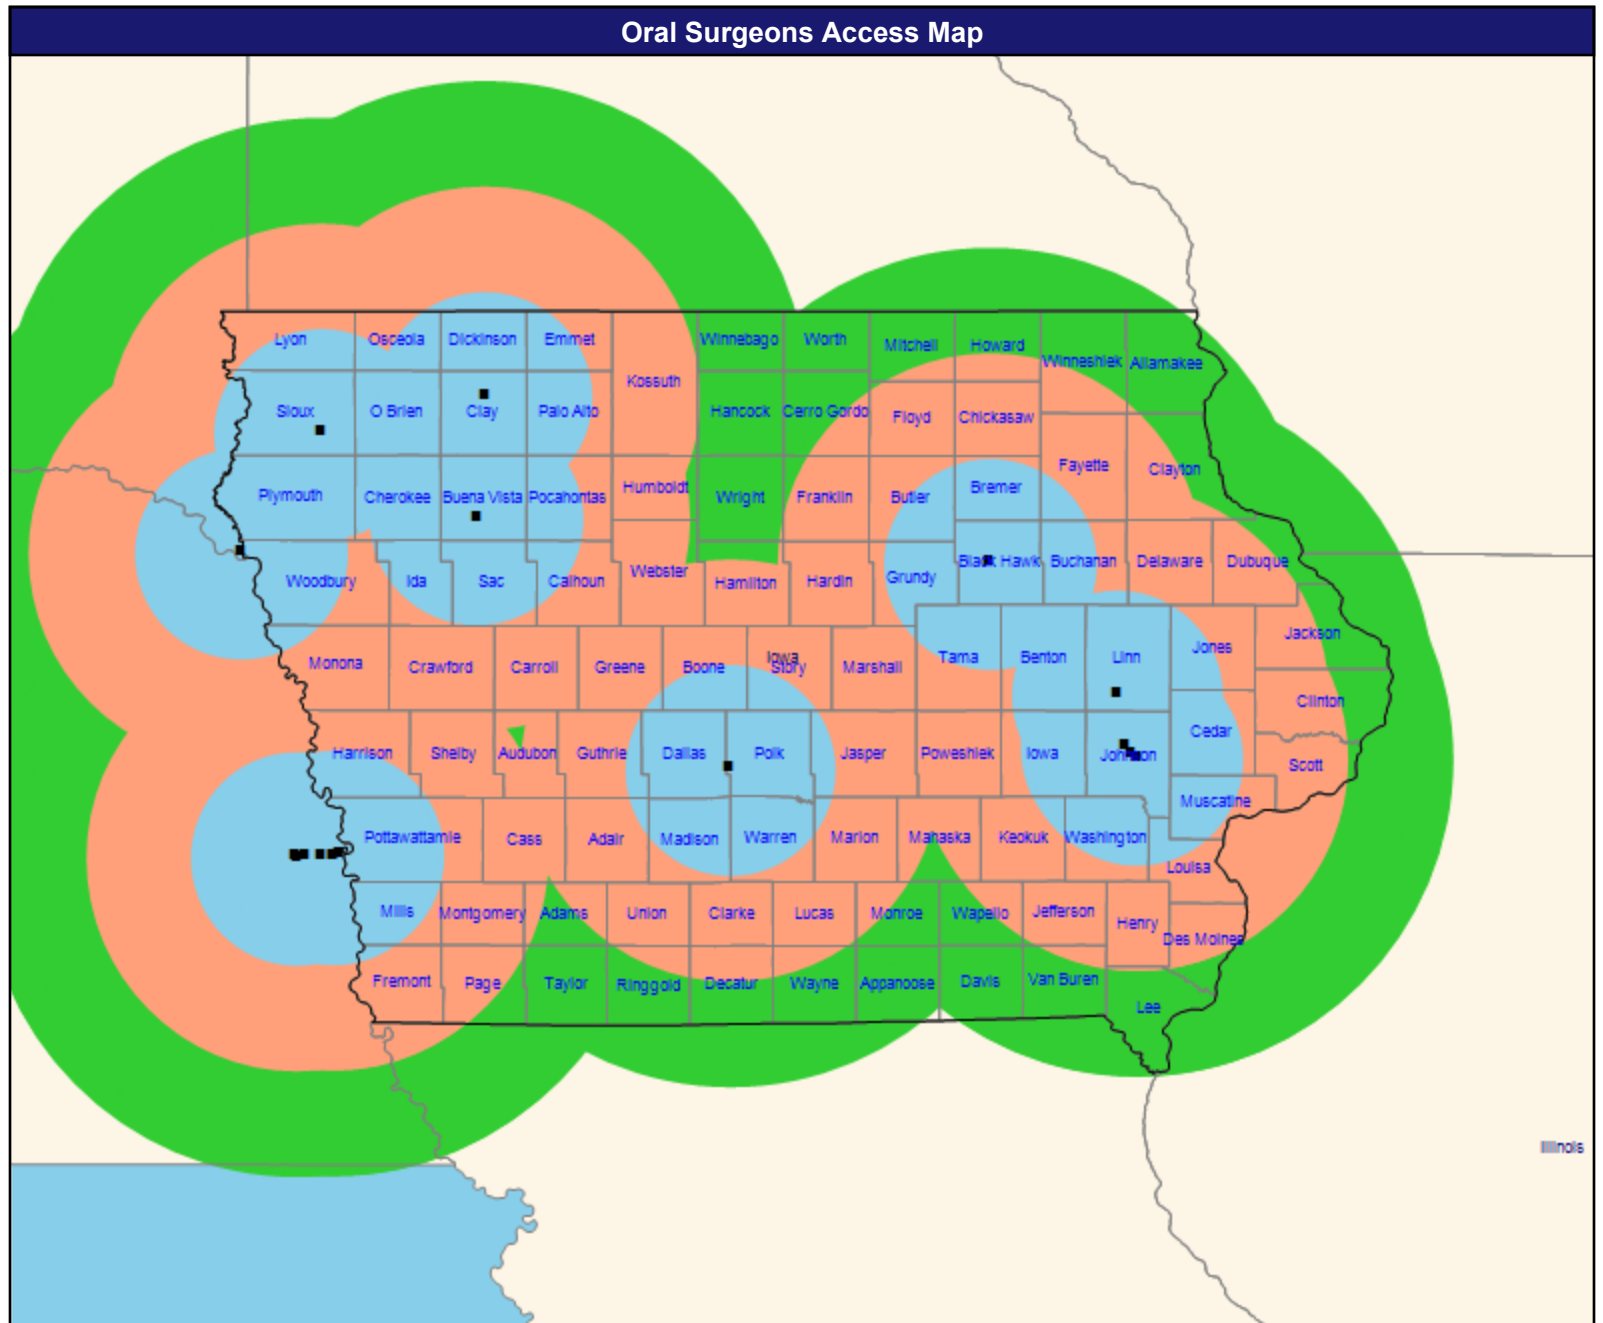 Oral Surgeons Access Map
Lyon Osceola Dickinson Emmet Winnebago Worth Mitchell Howard Winneshiek Allamakee
Kossuth
Sioux O Brien Clay Palo Alto Hancock Cerro Gordo Floyd Chickasaw
Fayette Clayton
Plymouth Cherokee Buena Vista Pocahontas Humboldt Wright Franklin Butler Bremer
Woodbury Ida Sac Calhoun Webster Hamilton Hardin Grundy Black Hawk Buchanan Delaware Dubuque
Jackson
Monona Crawford Carroll Greene Boone Iowa Story Marshall Tama Benton Linn Jones
Clinton
Harrison Shelby Audubon Guthrie Dallas Polk Jasper Poweshiek Iowa Johnson Cedar
Scott
Muscatine
Pottawattamie Cass Adair Madison Warren Marion Mahaska Keokuk Washington
Louisa
Mills Montgomery Adams Union Clarke Lucas Monroe Wapello Jefferson Henry
Des Moines
Fremont Page Taylor Ringgold Decatur Wayne Appanoose Davis Van Buren
Lee
Illinois